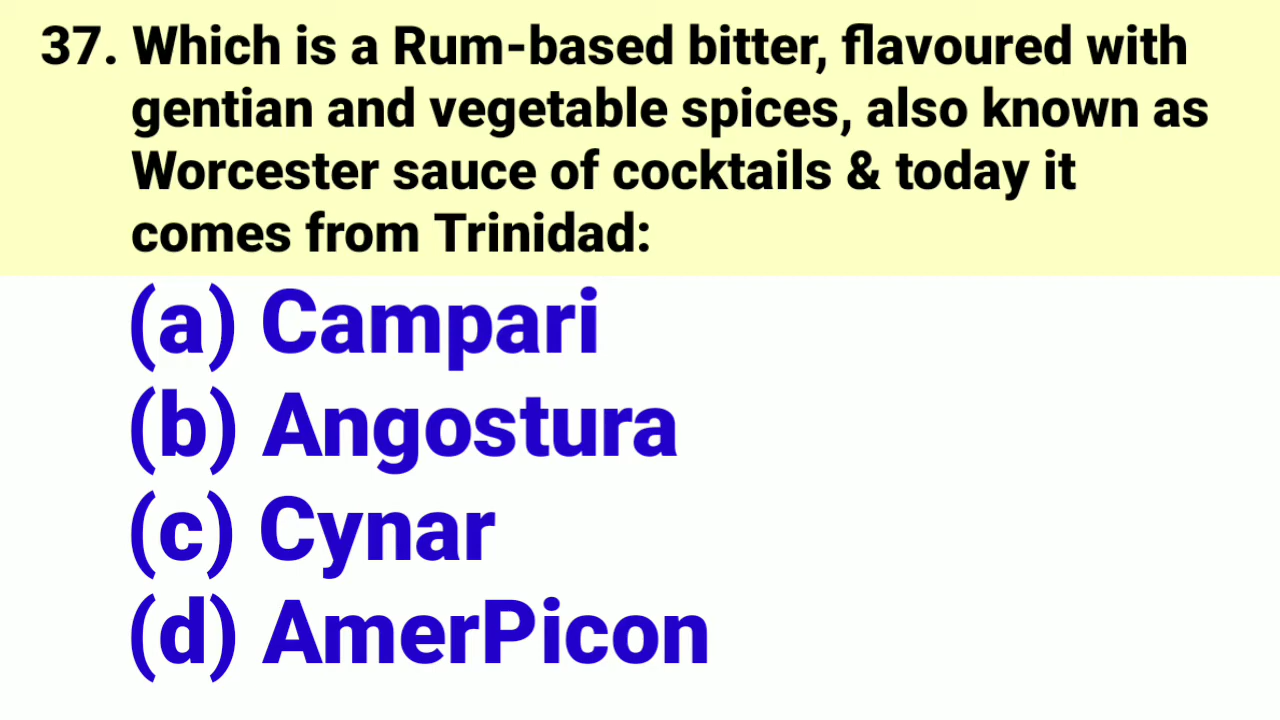 37. Which is a Rum-based bitter, flavoured with
gentian and vegetable spices, also known as
Worcester sauce of cocktails & today it
comes from Trinidad:
(a) Campari
(b) Angostura
(c) Cynar
(d) AmerPicon